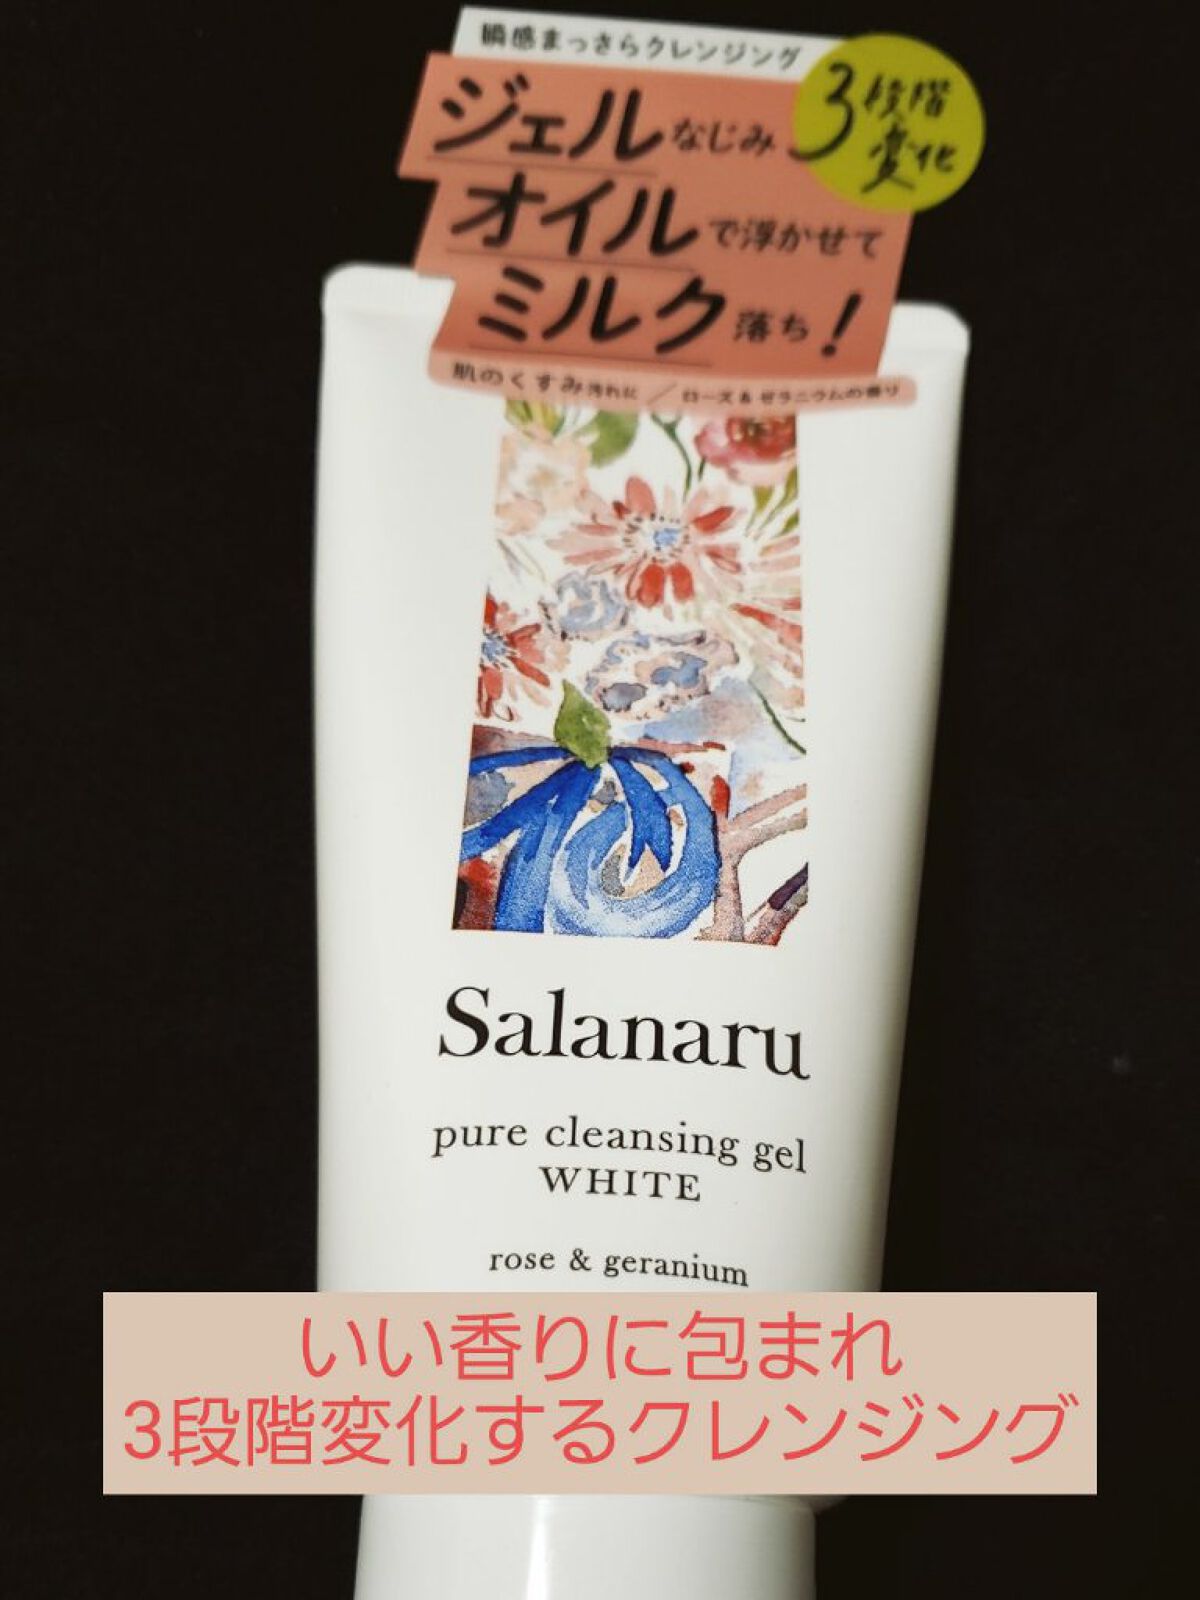 瞬感まっさらクレンジング
3段階
変化
ジェルなじみ
オイルで浮かせて
ミルク落ち!
肌のくすみ汚れに / ローズ&ゼラニウムの香り
Salanaru
pure cleansing gel
WHITE
rose & geranium
いい香りに包まれ
3段階変化するクレンジング